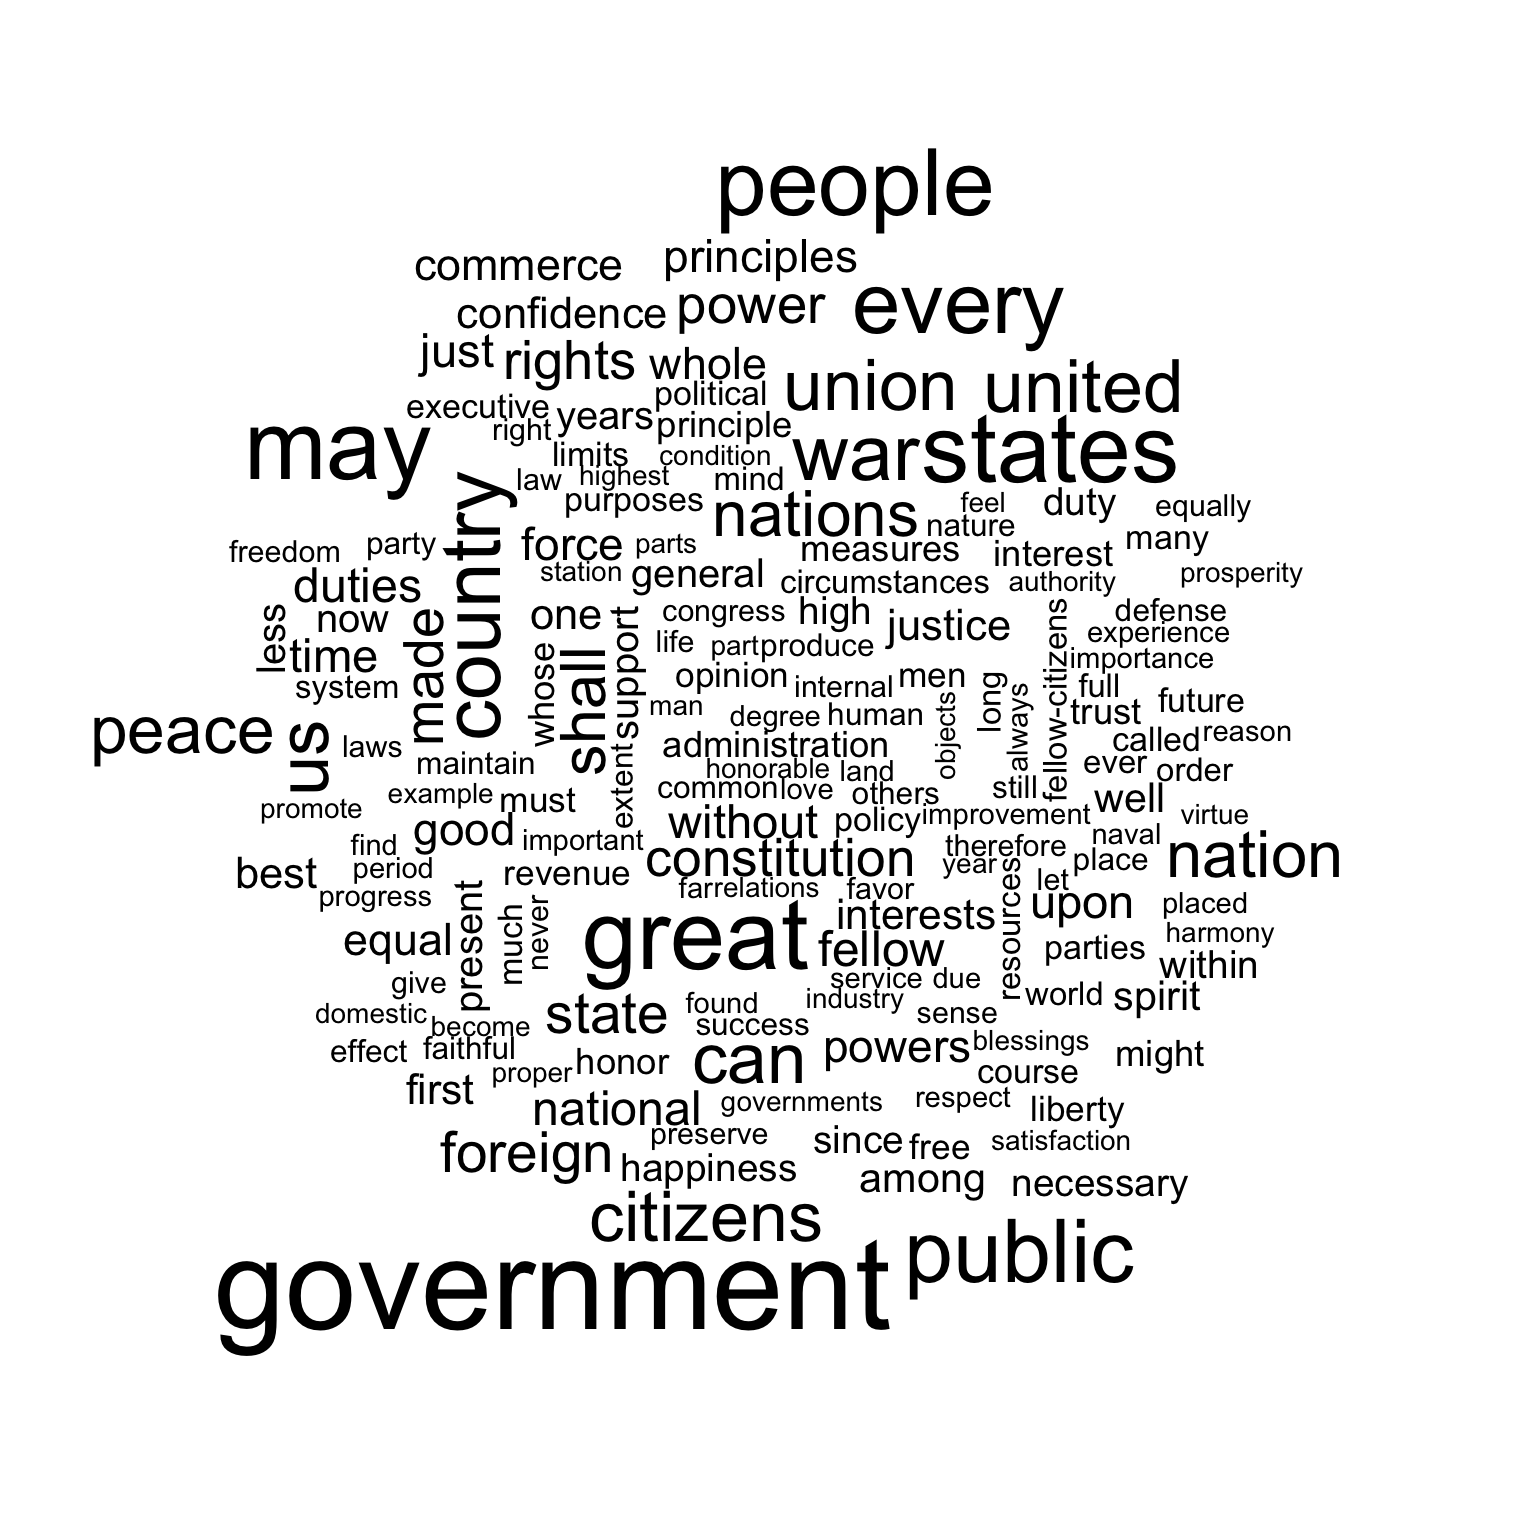 people
commerce principles
confidence power every
just rights whole
political union united
executive years
right principle
may limits condition war states
law highest mind
purposes nations feel duty equally
country nature
freedom party force parts measures interest many
station general circumstances authority prosperity
duties
less now made one support congress high justice fellow-citizens defense
time whose shall life part produce experience
system opinion internal men importance
peace us man degree human objects long always full future
laws administration trust called reason
maintain extent honorable land ever order
promote example must common love others still well
good important without policy improvement virtue
find constitution therefore naval nation
best period revenue year place
progress present much never far relations favor resources let
equal great interests upon placed
fellow parties harmony
give service due within
domestic state found industry sense world spirit
become success
effect faithful honor can powers blessings might
first proper course
national governments respect liberty
foreign preserve since free satisfaction
happiness among necessary
citizens
government public